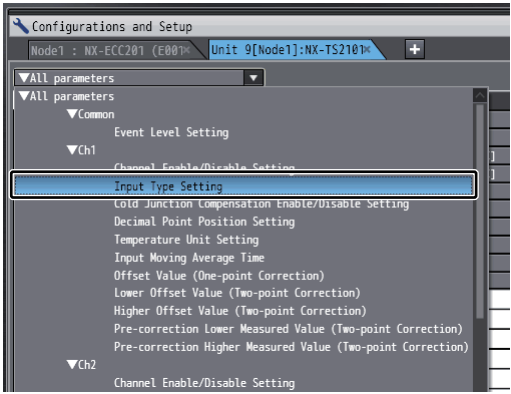 Configurations and Setup
Node1 : NX-ECC201 (E001 Unit 9[Node1]:NX-TS2101
▼All parameters
▼All parameters
▼Common
Event Level Setting
▼Ch1
Channel Enable/Disable Setting
Input Type Setting
Cold Junction Compensation Enable/Disable Setting
Decimal Point Position Setting
Temperature Unit Setting
Input Moving Average Time
Offset Value (One-point Correction)
Lower Offset Value (Two-point Correction)
Higher Offset Value (Two-point Correction)
Pre-correction Lower Measured Value (Two-point Correction)
Pre-correction Higher Measured Value (Two-point Correction)
▼Ch2
Channel Enable/Disable Setting